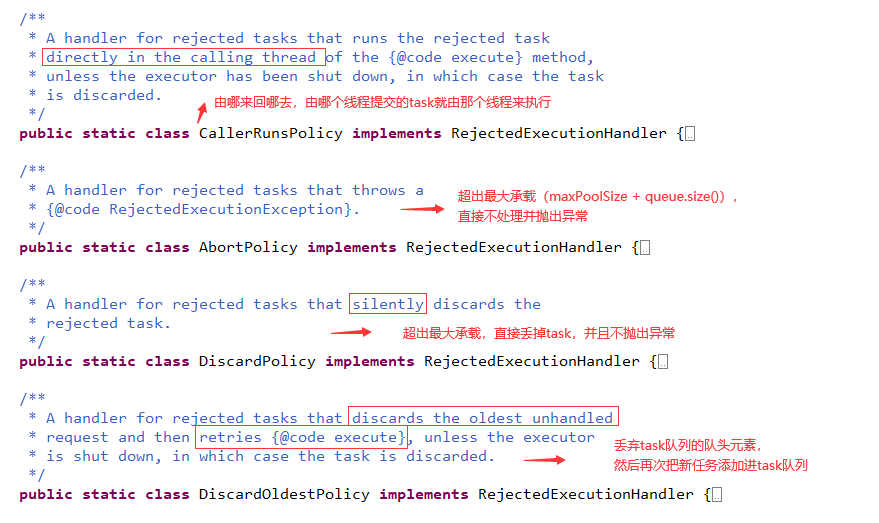 /**
 * A handler for rejected tasks that runs the rejected task
 * directly in the calling thread of the {@code execute} method,
 * unless the executor has been shut down, in which case the task
 * is discarded.
由哪来回哪去，由哪个线程提交的task就由那个线程来执行
 */
public static class CallerRunsPolicy implements RejectedExecutionHandler {
/**
 * A handler for rejected tasks that throws a
 * {@code RejectedExecutionException}.
 */
超出最大承载（maxPoolSize + queue.size()），
直接不处理并抛出异常
public static class AbortPolicy implements RejectedExecutionHandler {
/**
 * A handler for rejected tasks that silently discards the
 * rejected task.
 */
超出最大承载，直接丢掉task，并且不抛出异常
public static class DiscardPolicy implements RejectedExecutionHandler {
/**
 * A handler for rejected tasks that discards the oldest unhandled
 * request and then retries {@code execute}, unless the executor
 * is shut down, in which case the task is discarded.
 */
丢弃task队列的队头元素，
然后再次把新任务添加进task队列
public static class DiscardOldestPolicy implements RejectedExecutionHandler {